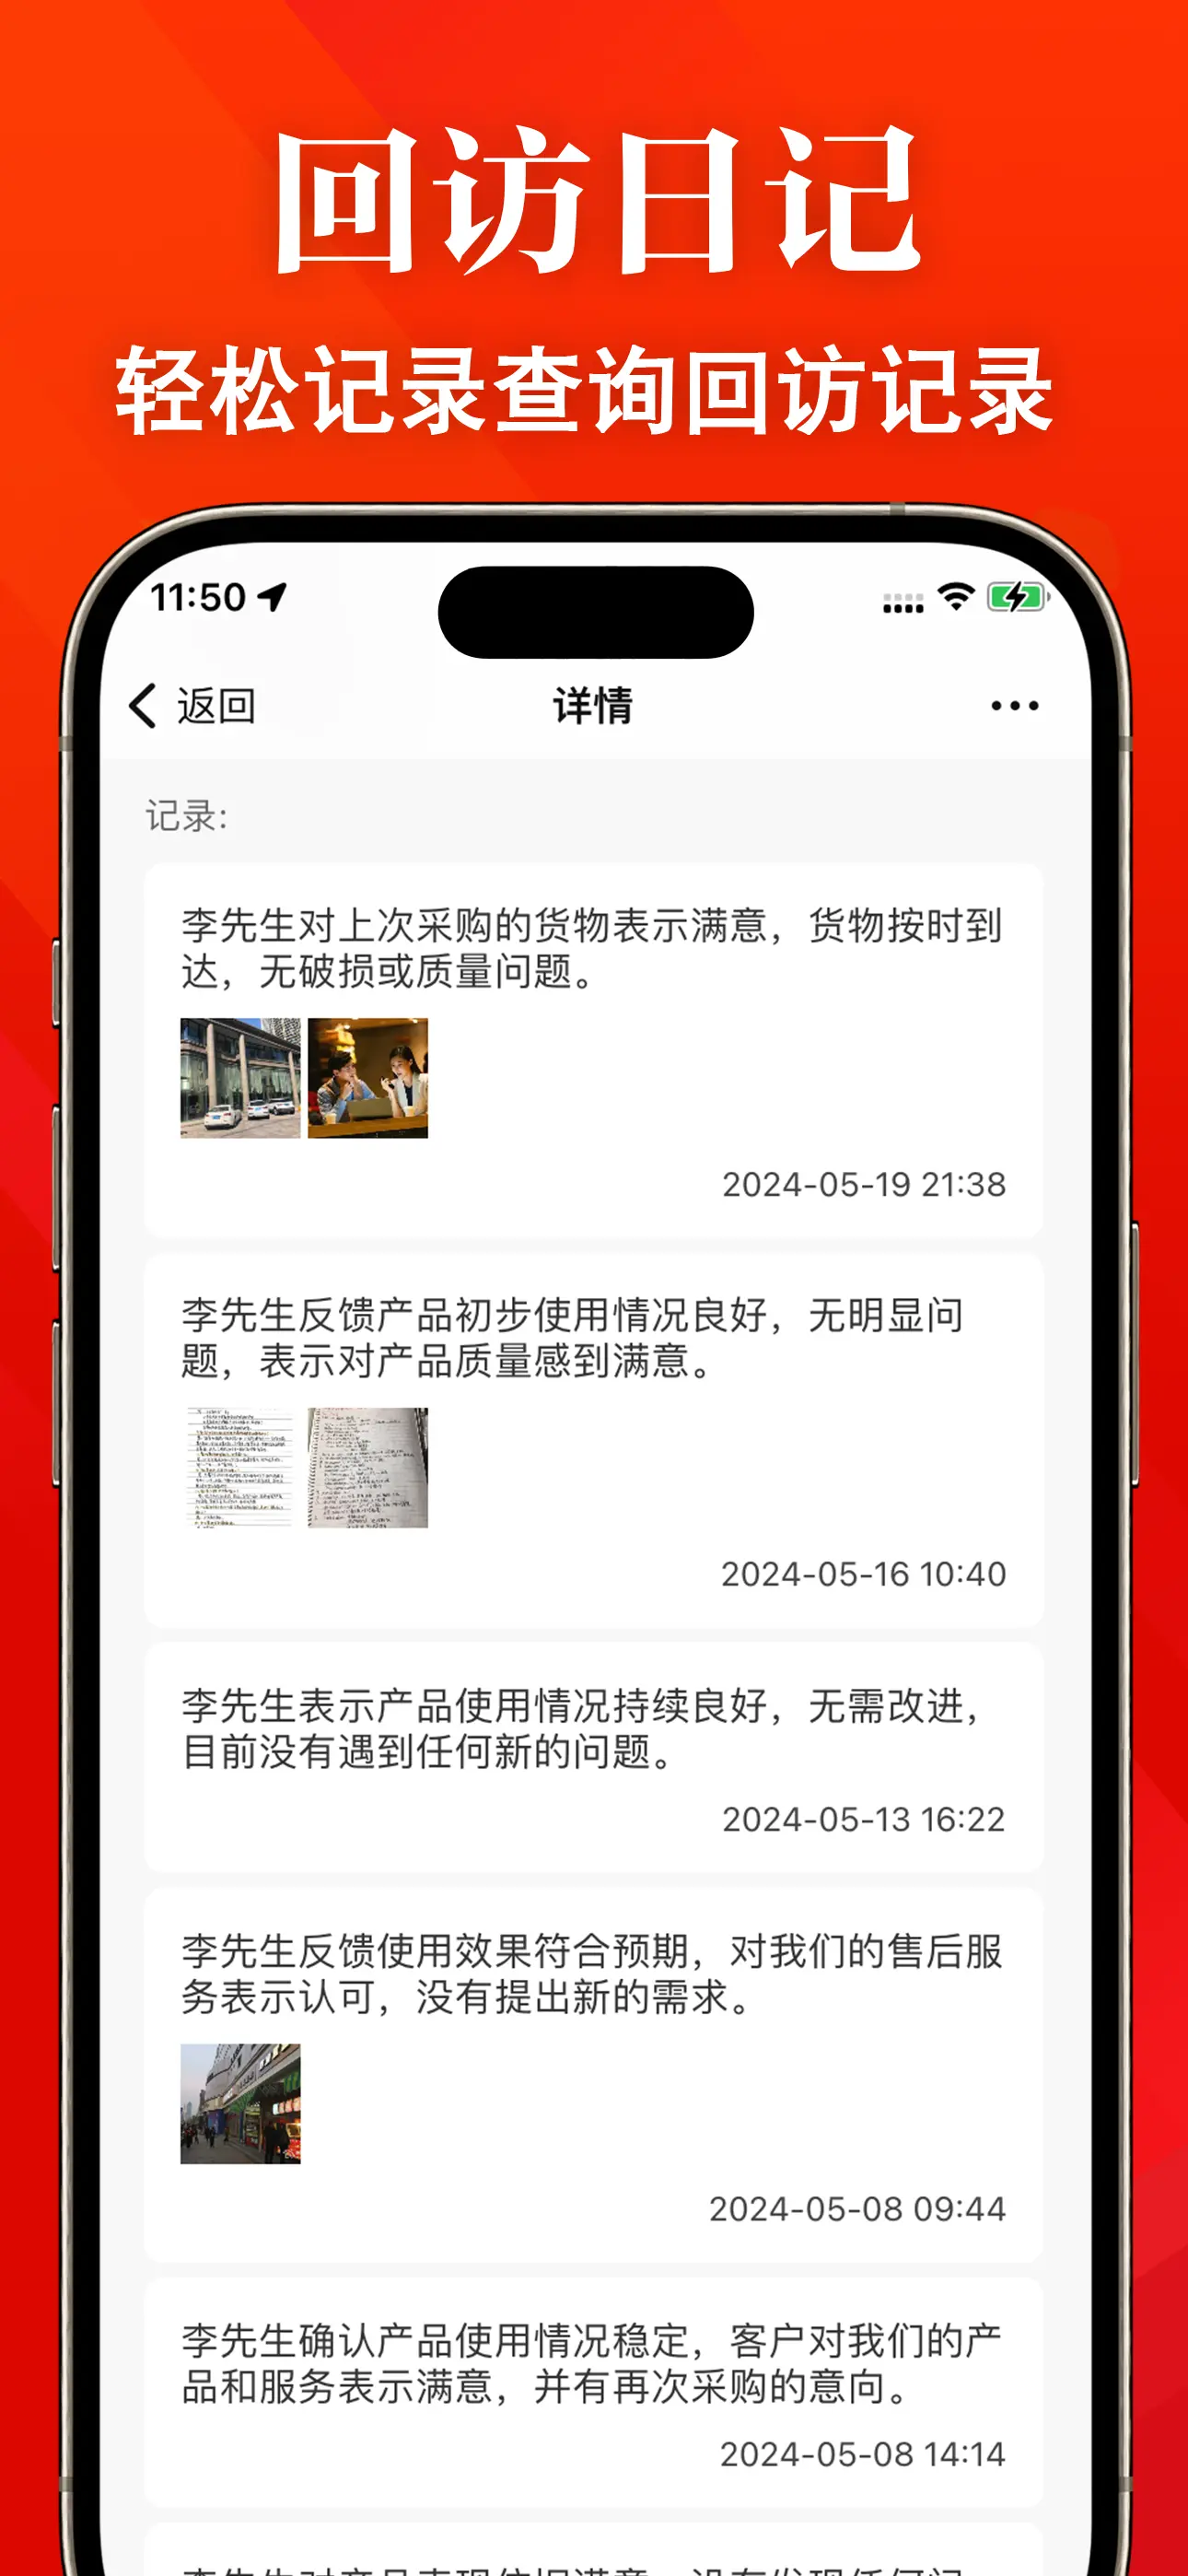 回访日记
轻松记录查询回访记录
11:50
返回
详情
记录:
李先生对上次采购的货物表示满意，货物按时到
达，无破损或质量问题。
2024-05-19 21:38
李先生反馈产品初步使用情况良好，无明显问
题，表示对产品质量感到满意。
2024-05-16 10:40
李先生表示产品使用情况持续良好，无需改进，
目前没有遇到任何新的问题。
2024-05-13 16:22
李先生反馈使用效果符合预期，对我们的售后服
务表示认可，没有提出新的需求。
2024-05-08 09:44
李先生确认产品使用情况稳定，客户对我们的产
品和服务表示满意，并有再次采购的意向。
2024-05-08 14:14